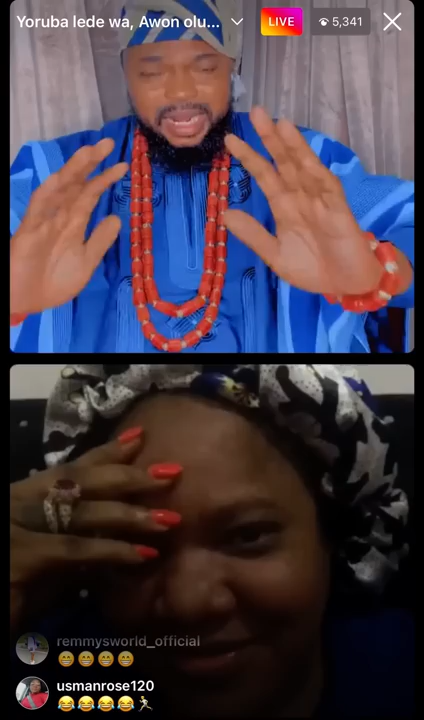 Yoruba lede wa, Awon olu...
LIVE
5,341
remmysworld_official
😁😁😁😁
usmanrose120
😂😂😂😂🏃